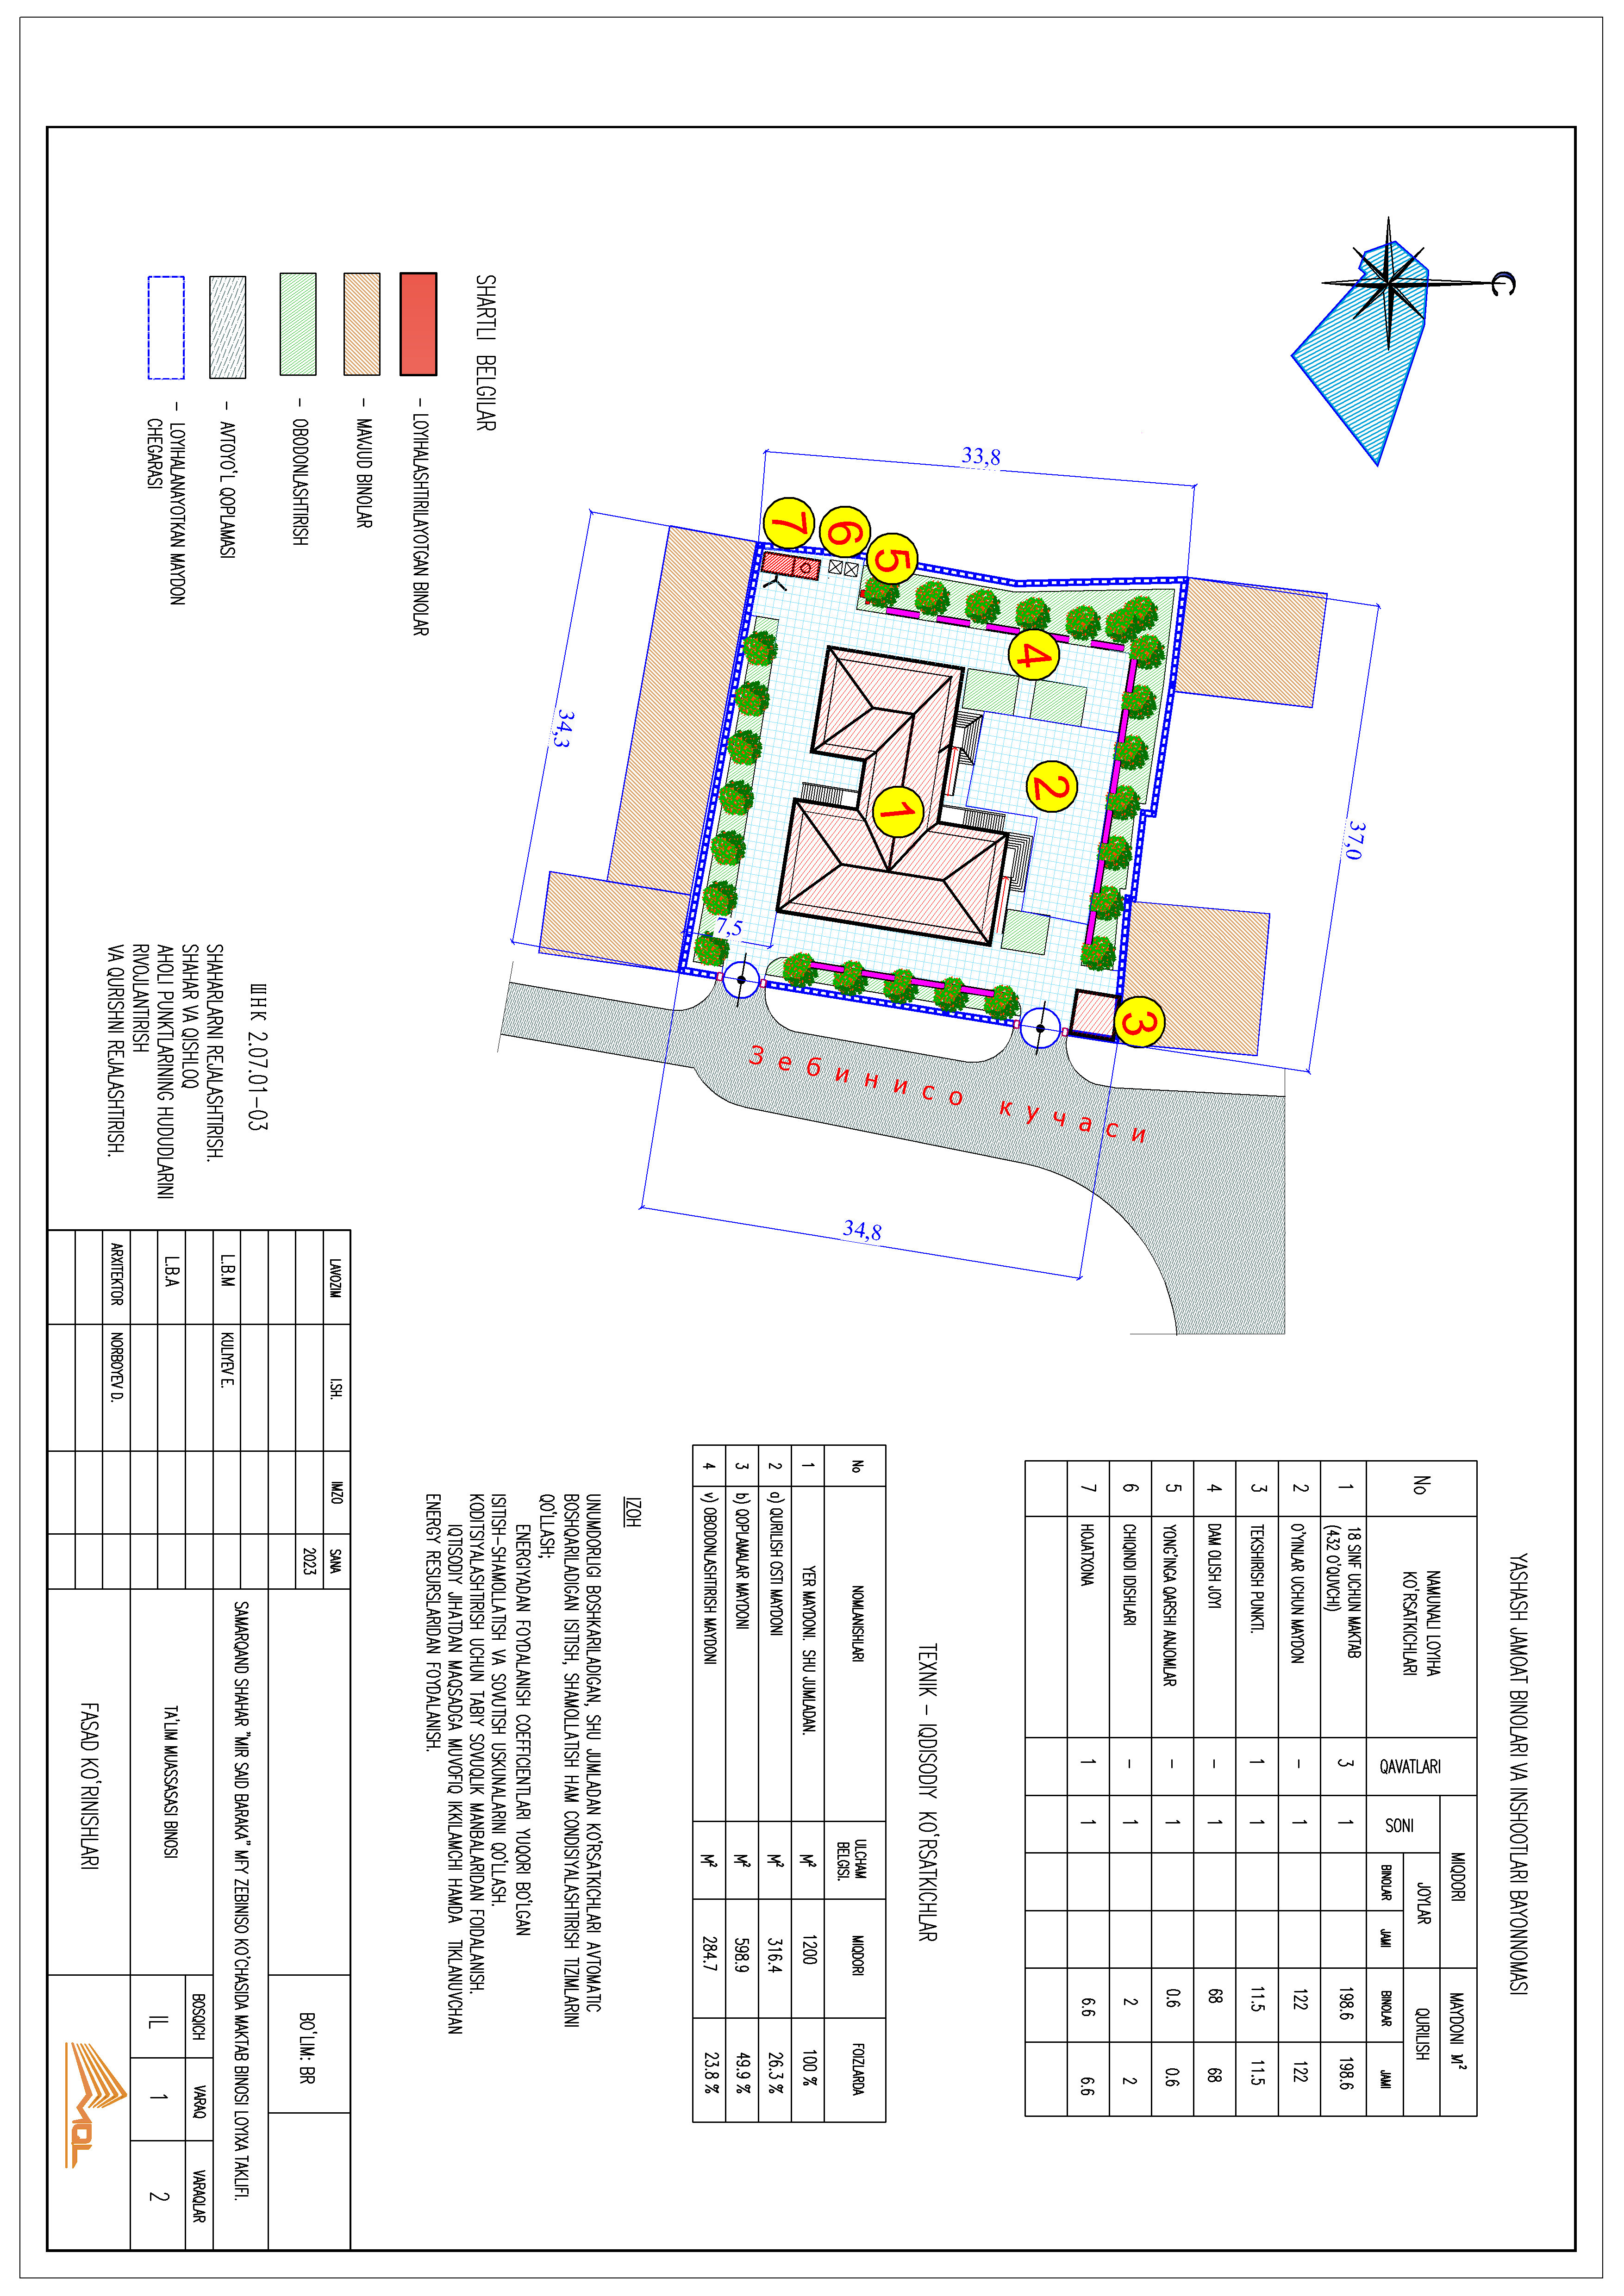 C
37,0
33,8
34,8
34,3
7,5
1
2
3
4
5
6
7
Зебиниссо кучаси
YASHASH JAMOAT BINOLARI VA INSHOOTLARI BAYONNOMASI
No
NAMUNALI LOYIHA
KO'RSATKICHLARI
QAVATLARI
MIQDORI
MAYDONI M²
SONI
JOYLAR
QURILISH
BINOLAR JAMI BINOLAR JAMI
1 18 SINF UCHUN MAKTAB
(432 O'QUVCHI) 3 1 198.6 198.6
2 O'YINLAR UCHUN MAYDON – 1 122 122
3 TEKSHIRISH PUNKTI. 1 1 11.5 11.5
4 DAM OLISH JOYI – 1 68 68
5 YONG'INGA QARSHI ANJOMLAR – 1 0.6 0.6
6 CHIQINDI IDISHLARI – 1 2 2
7 HOJATXONA 1 1 6.6 6.6
TEXNIK – IQDISODIY KO'RSATKICHLAR
No NOMLANISHLARI ULCHAM
BELGISI. MIQDORI FOIZLARDA
1 YER MAYDONI. SHU JUMLADAN. M² 1200 100 %
2 a) QURILISH OSTI MAYDONI M² 316.4 26.3 %
3 b) QOPLAMALAR MAYDONI M² 598.9 49.9 %
4 v) OBODONLASHTIRISH MAYDONI M² 284.7 23.8 %
IZOH
UNUMDORLIGI BOSHKARILADIGAN, SHU JUMLADAN KO'RSATKICHLARI AVTOMATIC
BOSHQARILADIGAN ISITISH, SHAMOLLATISH HAM CONDISIYALASHTIRISH TIZIMLARINI
QO'LLASH;
ENERGIYADAN FOYDALANISH COEFFICIENTLARI YUQORI BO'LGAN
ISITISH–SHAMOLLATISH VA SOVUTISH USKUNALARINI QO'LLASH.
KODITSIYALASHTIRISH UCHUN TABIY SOVUQLIK MANBALARIDAN FOIDALANISH.
IQTISODIY JIHATDAN MAQSADGA MUVOFIQ IKKILAMCHI HAMDA TIKLANUVCHAN
ENERGY RESURSLARIDAN FOYDALANISH.
SHARTLI BELGILAR
– LOYIHALASHTIRILAYOTGAN BINOLAR
– MAVJUD BINOLAR
– OBODONLASHTIRISH
– AVTOYO'L QOPLAMASI
– LOYIHALANAYOTKAN MAYDON
CHEGARASI
ШНК 2.07.01–03
SHAHARLARNI REJALASHTIRISH.
SHAHAR VA QISHLOQ
AHOLI PUNKTLARINING HUDUDLARINI
RIVOJLANTIRISH
VA QURISHNI REJALASHTIRISH.
LAVOZIM I.SH. IMZO SANA
2023
BO'LIM: BR
L.B.M KULIYEV E.
SAMARQAND SHAHAR "MIR SAID BARAKA" MFY ZEBINISO KO'CHASIDA MAKTAB BINOSI LOYIXA TAKLIFI.
L.B.A
TA'LIM MUASSASASI BINOSI
BOSQICH VARAQ VARAQLAR
IL 1 2
ARXITEKTOR NORBOYEV D.
FASAD KO'RINISHLARI
MQL